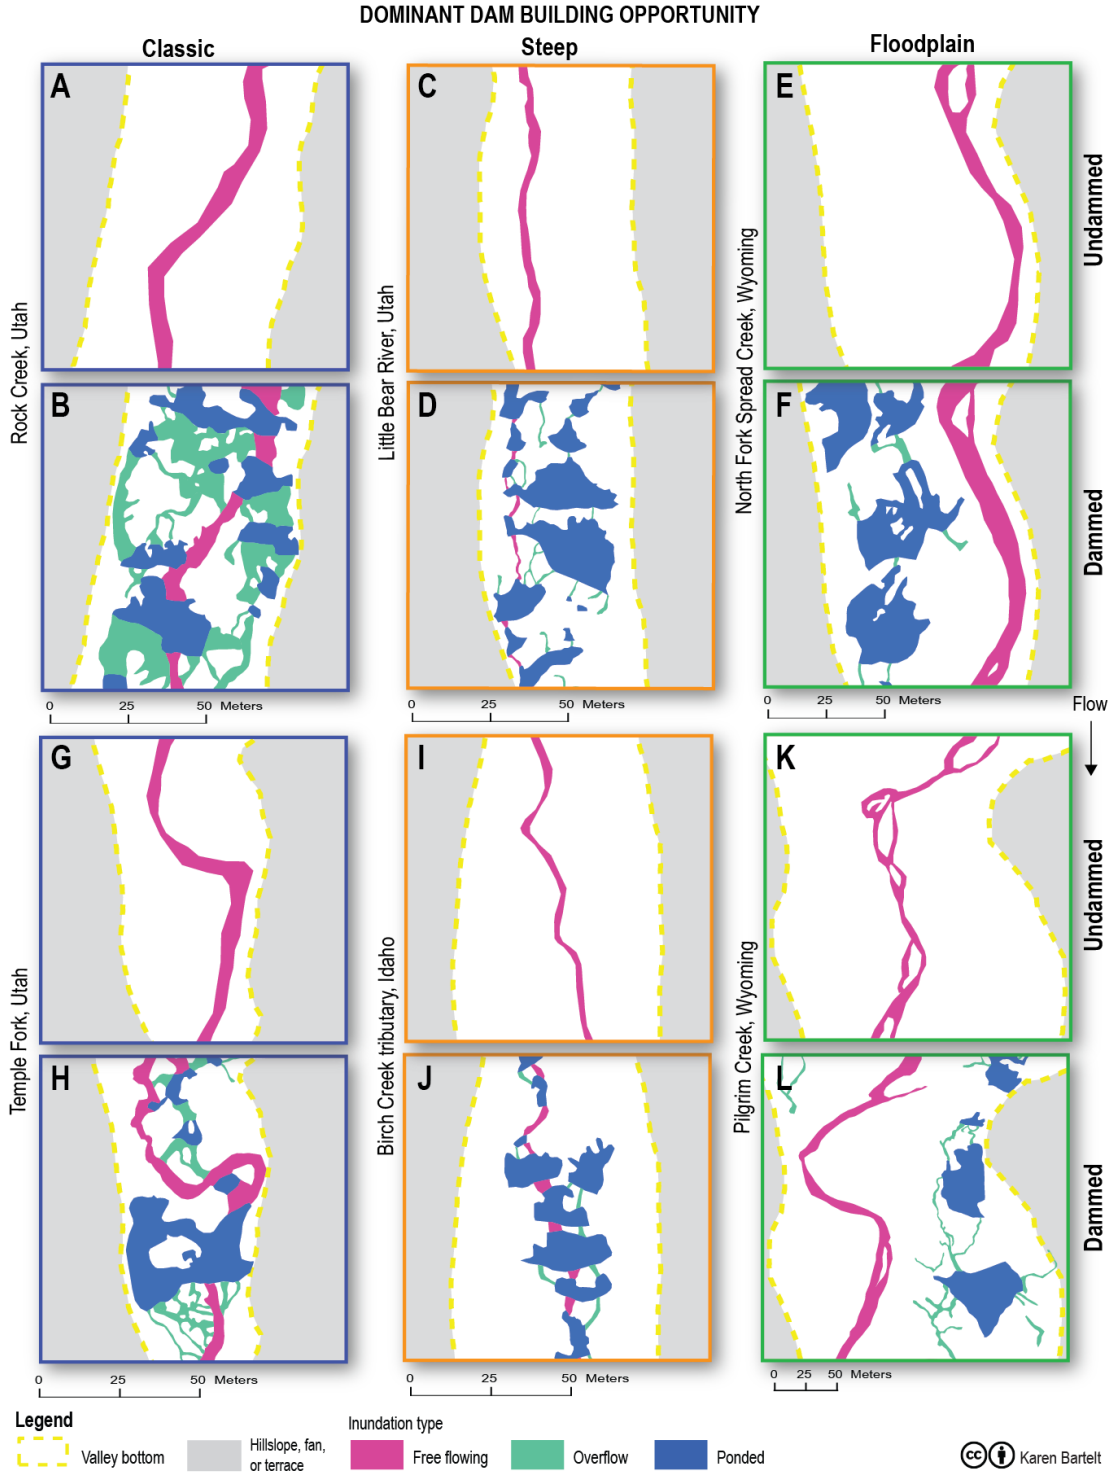 DOMINANT DAM BUILDING OPPORTUNITY
Classic
Steep
Floodplain
A
C
E
Undammed
Rock Creek, Utah
Little Bear River, Utah
North Fork Spread Creek, Wyoming
B
D
F
Dammed
0 25 50 Meters
0 25 50 Meters
0 25 50 Meters
Flow
G
I
K
Undammed
Temple Fork, Utah
Birch Creek tributary, Idaho
Pilgrim Creek, Wyoming
H
J
L
Dammed
0 25 50 Meters
0 25 50 Meters
0 25 50 Meters
Legend
Inundation type
Valley bottom
Hillslope, fan,
or terrace
Free flowing
Overflow
Ponded
cc
Karen Bartelt